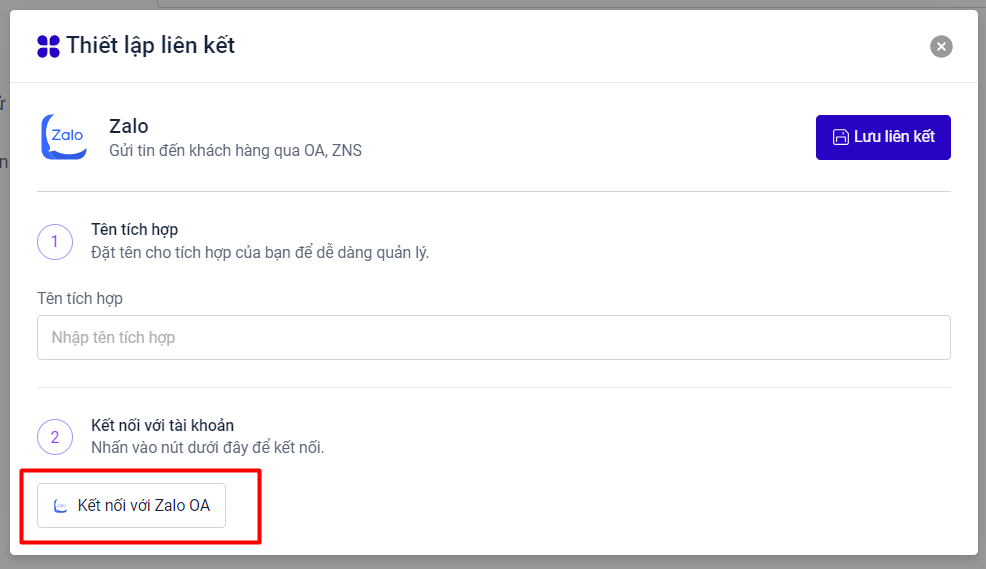 Thiết lập liên kết
Zalo
Zalo
Gửi tin đến khách hàng qua OA, ZNS
Lưu liên kết
1
Tên tích hợp
Đặt tên cho tích hợp của bạn để dễ dàng quản lý.
Tên tích hợp
Nhập tên tích hợp
2
Kết nối với tài khoản
Nhấn vào nút dưới đây để kết nối.
Kết nối với Zalo OA